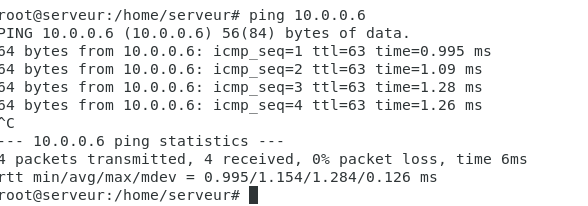 root@serveur:/home/serveur# ping 10.0.0.6
PING 10.0.0.6 (10.0.0.6) 56(84) bytes of data.
64 bytes from 10.0.0.6: icmp_seq=1 ttl=63 time=0.995 ms
64 bytes from 10.0.0.6: icmp_seq=2 ttl=63 time=1.09 ms
64 bytes from 10.0.0.6: icmp_seq=3 ttl=63 time=1.28 ms
64 bytes from 10.0.0.6: icmp_seq=4 ttl=63 time=1.26 ms
^C
--- 10.0.0.6 ping statistics ---
4 packets transmitted, 4 received, 0% packet loss, time 6ms
rtt min/avg/max/mdev = 0.995/1.154/1.284/0.126 ms
root@serveur:/home/serveur#